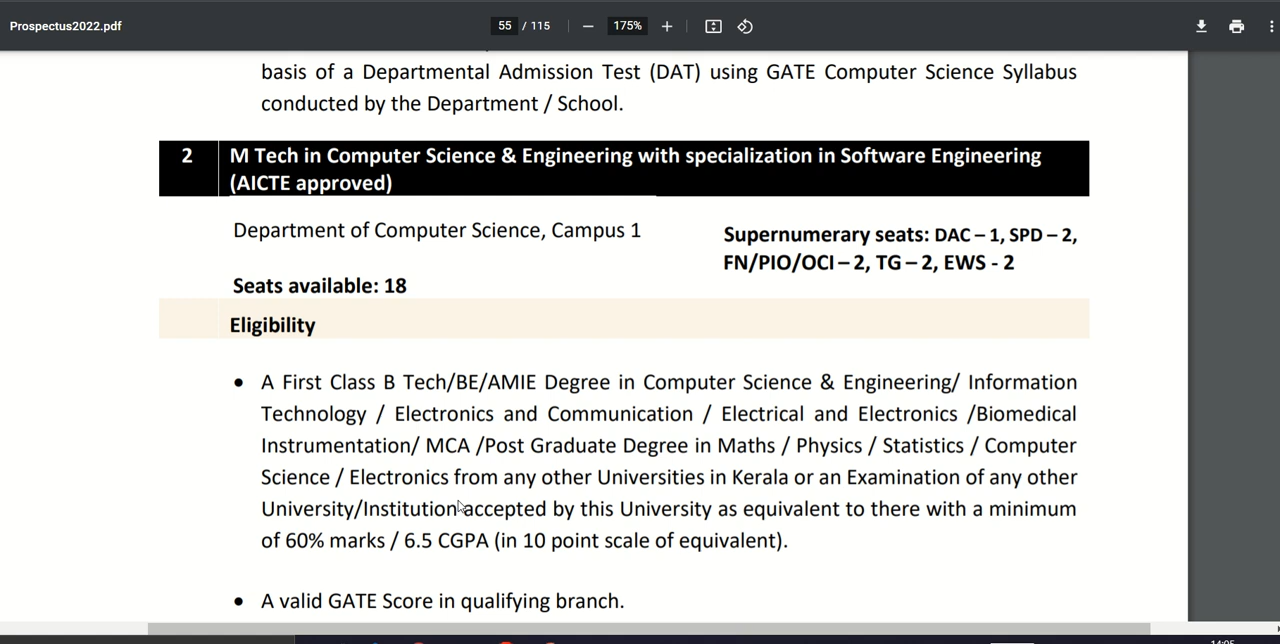 Prospectus2022.pdf
55 / 115
175%
basis of a Departmental Admission Test (DAT) using GATE Computer Science Syllabus
conducted by the Department / School.
2
M Tech in Computer Science & Engineering with specialization in Software Engineering
(AICTE approved)
Department of Computer Science, Campus 1
Supernumerary seats: DAC – 1, SPD – 2,
FN/PIO/OCI – 2, TG – 2, EWS - 2
Seats available: 18
Eligibility
• A First Class B Tech/BE/AMIE Degree in Computer Science & Engineering/ Information
Technology / Electronics and Communication / Electrical and Electronics /Biomedical
Instrumentation/ MCA /Post Graduate Degree in Maths / Physics / Statistics / Computer
Science / Electronics from any other Universities in Kerala or an Examination of any other
University/Institution accepted by this University as equivalent to there with a minimum
of 60% marks / 6.5 CGPA (in 10 point scale of equivalent).
• A valid GATE Score in qualifying branch.